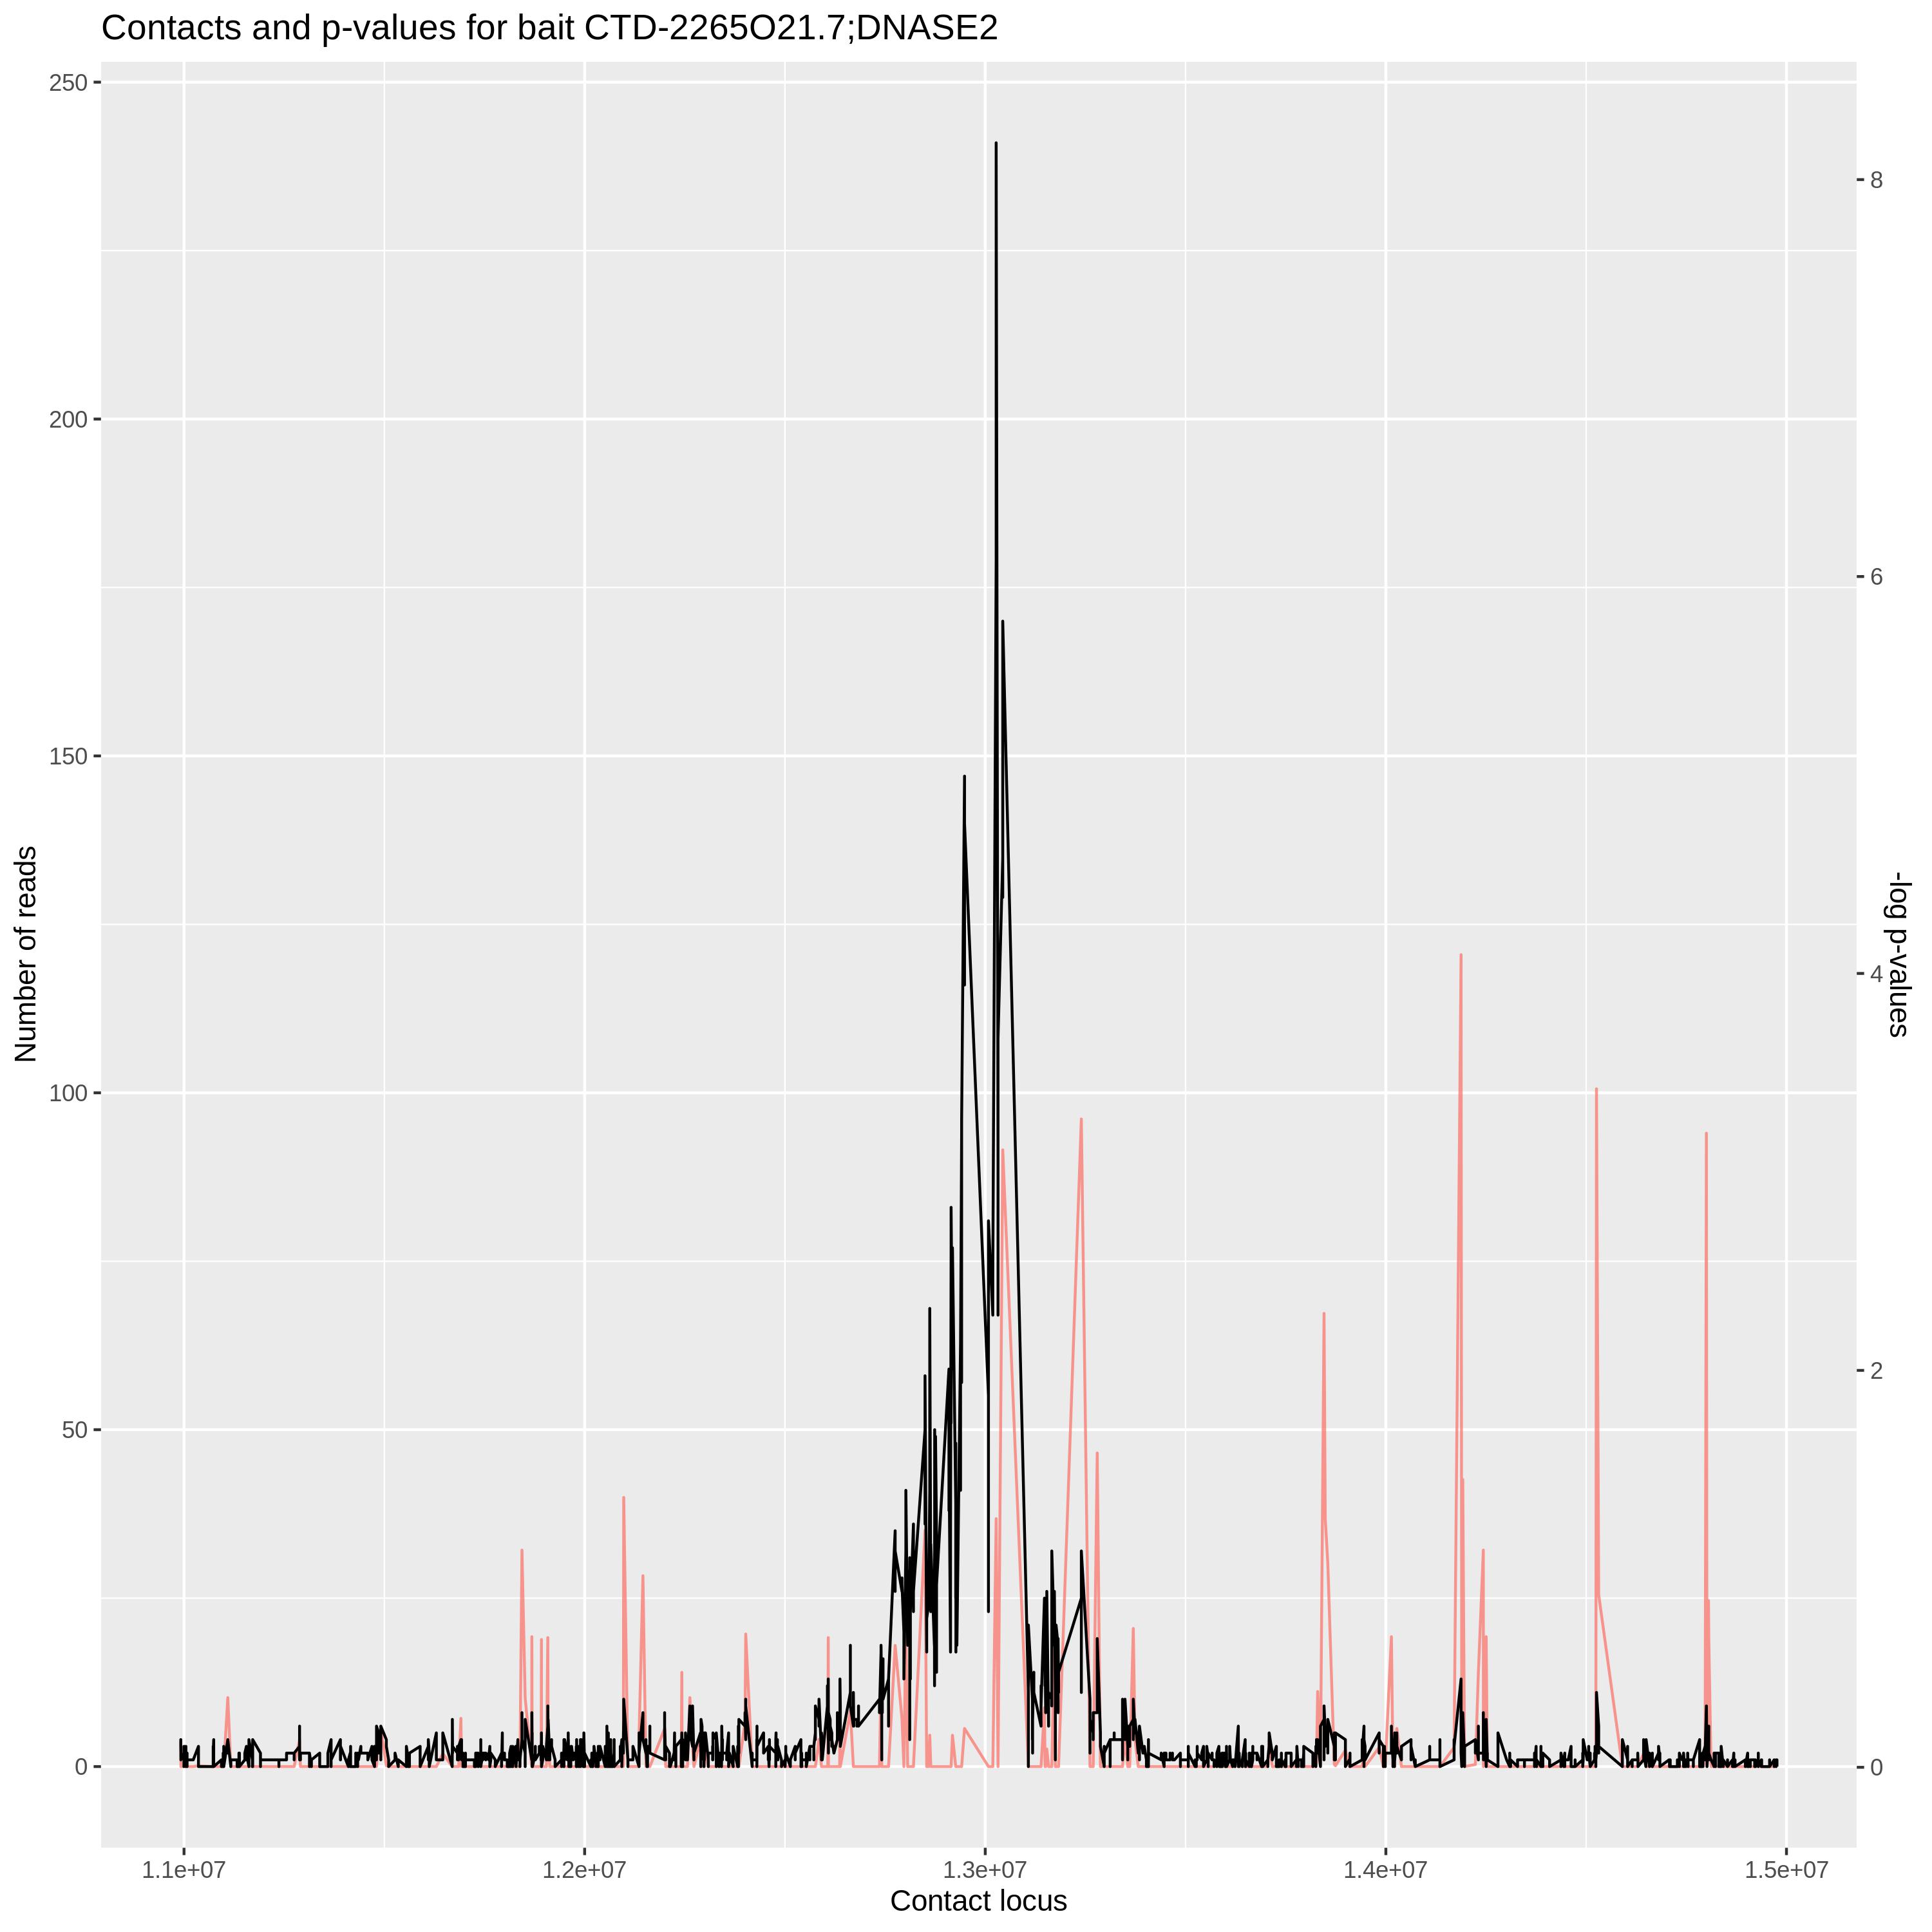 Contacts and p-values for bait CTD-2265O21.7;DNASE2
250
200
150
100
50
0
Number of reads
8
6
4
2
0
-log p-values
1.1e+07 1.2e+07 1.3e+07 1.4e+07 1.5e+07
Contact locus